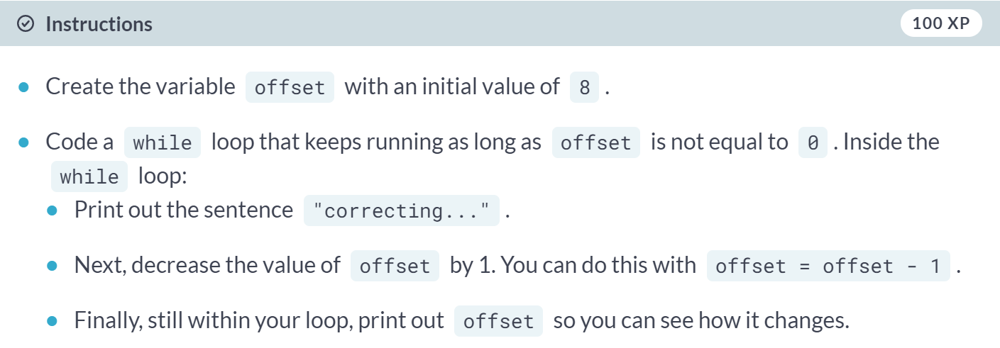 Instructions
100 XP
Create the variable offset with an initial value of 8 .
Code a while loop that keeps running as long as offset is not equal to 0 . Inside the
while loop:
Print out the sentence "correcting..." .
Next, decrease the value of offset by 1. You can do this with offset = offset - 1 .
Finally, still within your loop, print out offset so you can see how it changes.